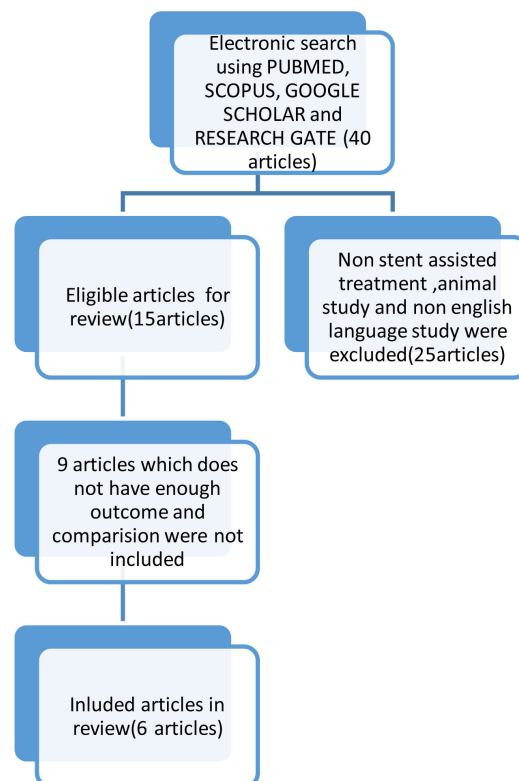 Electronic search
using PUBMED,
SCOPUS, GOOGLE
SCHOLAR and
RESEARCH GATE (40
articles)
Eligible articles for
review(15articles)
Non stent assisted
treatment ,animal
study and non english
language study were
excluded(25articles)
9 articles which does
not have enough
outcome and
comparision were not
included
Inluded articles in
review(6 articles)